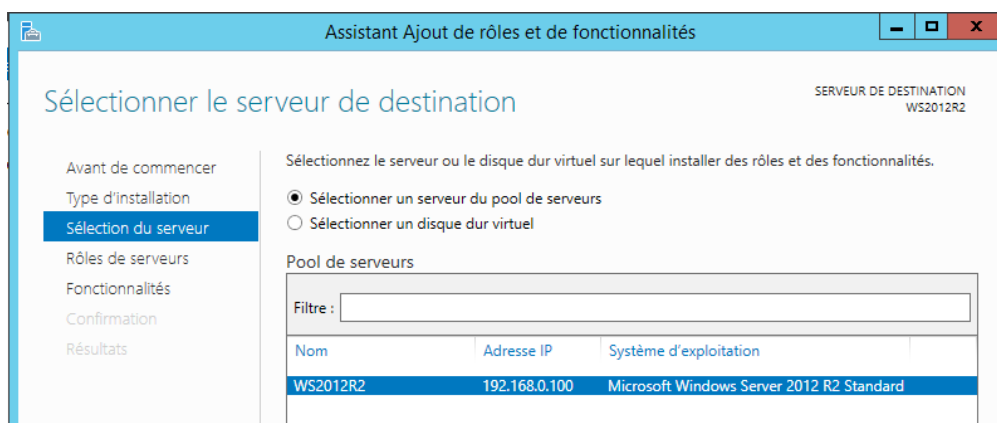 Assistant Ajout de rôles et de fonctionnalités
Sélectionner le serveur de destination
SERVEUR DE DESTINATION
WS2012R2
Avant de commencer
Type d'installation
Sélection du serveur
Rôles de serveurs
Fonctionnalités
Confirmation
Résultats
Sélectionnez le serveur ou le disque dur virtuel sur lequel installer des rôles et des fonctionnalités.
Sélectionner un serveur du pool de serveurs
Sélectionner un disque dur virtuel
Pool de serveurs
Filtre :
Nom Adresse IP Système d'exploitation
WS2012R2 192.168.0.100 Microsoft Windows Server 2012 R2 Standard